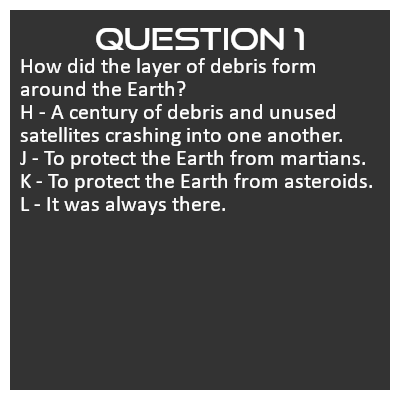 QUESTION 1
How did the layer of debris form
around the Earth?
H - A century of debris and unused
satellites crashing into one another.
J - To protect the Earth from martians.
K - To protect the Earth from asteroids.
L - It was always there.